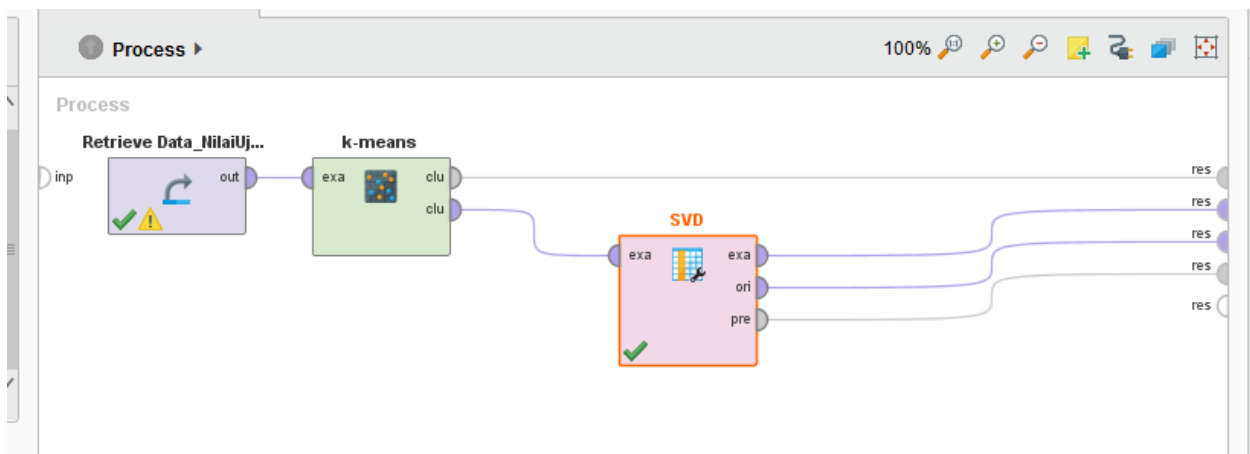 Process
100%
Process
Retrieve Data_NilaiUj...
k-means
inp
out
exa
clu
clu
SVD
exa
exa
ori
pre
res
res
res
res
res